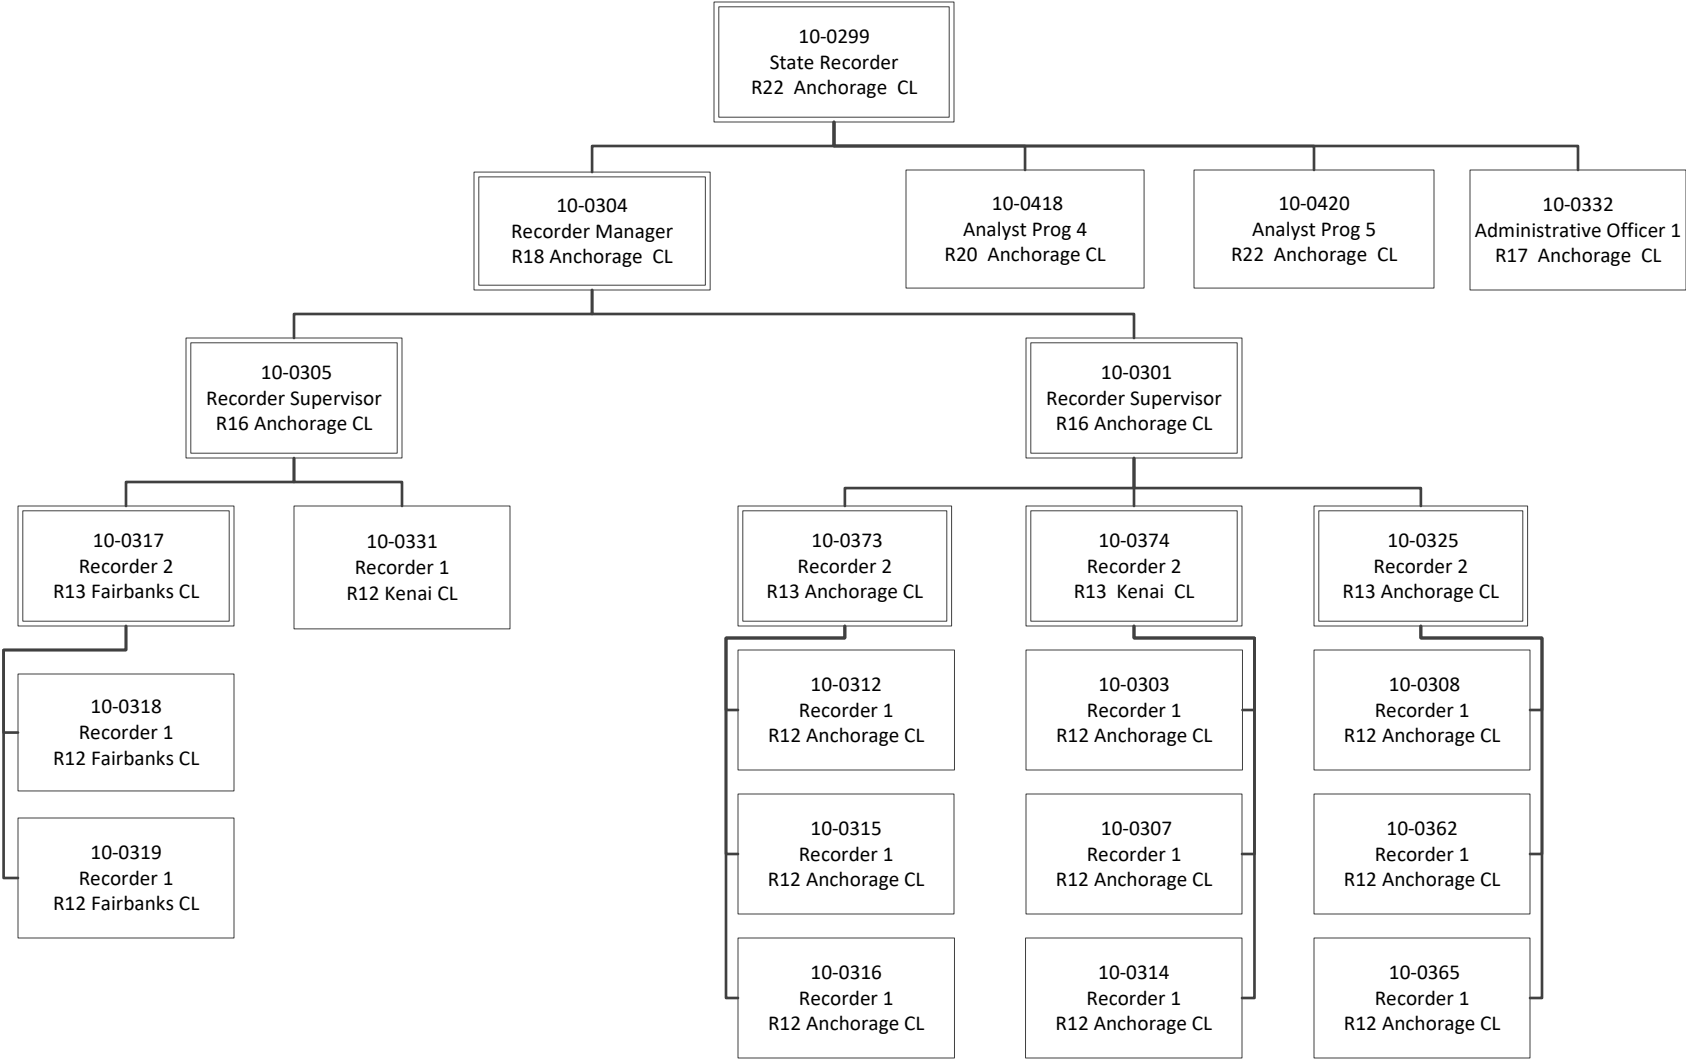 10-0299
State Recorder
R22  Anchorage  CL
10-0304
Recorder Manager
R18 Anchorage  CL
10-0418
Analyst Prog 4
R20  Anchorage CL
10-0420
Analyst Prog 5
R22  Anchorage  CL
10-0332
Administrative Officer 1
R17  Anchorage  CL
10-0305
Recorder Supervisor
R16 Anchorage CL
10-0301
Recorder Supervisor
R16 Anchorage CL
10-0317
Recorder 2
R13 Fairbanks CL
10-0331
Recorder 1
R12 Kenai CL
10-0373
Recorder 2
R13 Anchorage CL
10-0374
Recorder 2
R13  Kenai  CL
10-0325
Recorder 2
R13 Anchorage CL
10-0318
Recorder 1
R12 Fairbanks CL
10-0312
Recorder 1
R12 Anchorage CL
10-0303
Recorder 1
R12 Anchorage CL
10-0308
Recorder 1
R12 Anchorage CL
10-0319
Recorder 1
R12 Fairbanks CL
10-0315
Recorder 1
R12 Anchorage CL
10-0307
Recorder 1
R12 Anchorage CL
10-0362
Recorder 1
R12 Anchorage CL
10-0316
Recorder 1
R12 Anchorage CL
10-0314
Recorder 1
R12 Anchorage CL
10-0365
Recorder 1
R12 Anchorage CL